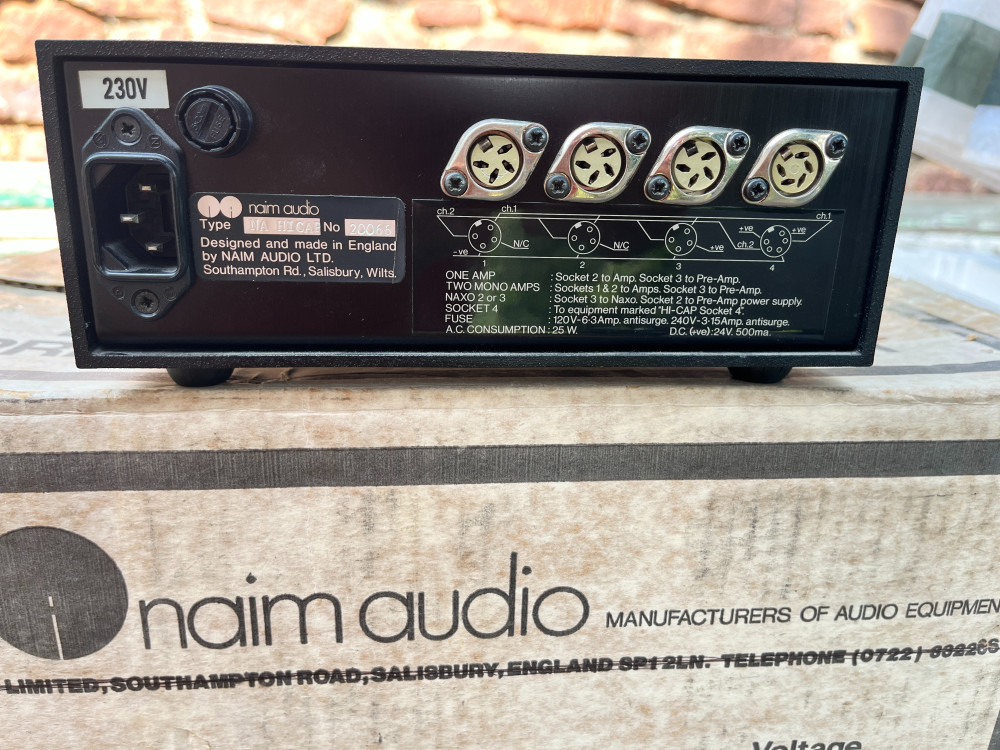 230V
naim audio
Type NA HICAP No 20066
Designed and made in England
by NAIM AUDIO LTD.
Southampton Rd., Salisbury, Wilts.
ch.2 ch.1 ch.1
-ve N/C N/C +ve +ve ch.2 +ve
1 2 3 4
ONE AMP : Socket 2 to Amp. Socket 3 to Pre-Amp.
TWO MONO AMPS : Sockets 1 & 2 to Amps. Socket 3 to Pre-Amp.
NAXO 2 or 3 : Socket 3 to Naxo. Socket 2 to Pre-Amp power supply.
SOCKET 4 : To equipment marked "HI-CAP Socket 4".
FUSE : 120V-6·3Amp. antisurge. 240V-3·15Amp. antisurge.
A.C. CONSUMPTION : 25 W. D.C. (+ve) : 24V. 500ma.
naim audio MANUFACTURERS OF AUDIO EQUIPMEN
LIMITED, SOUTHAMPTON ROAD, SALISBURY, ENGLAND SP1 2LN. TELEPHONE (0722)
Voltage